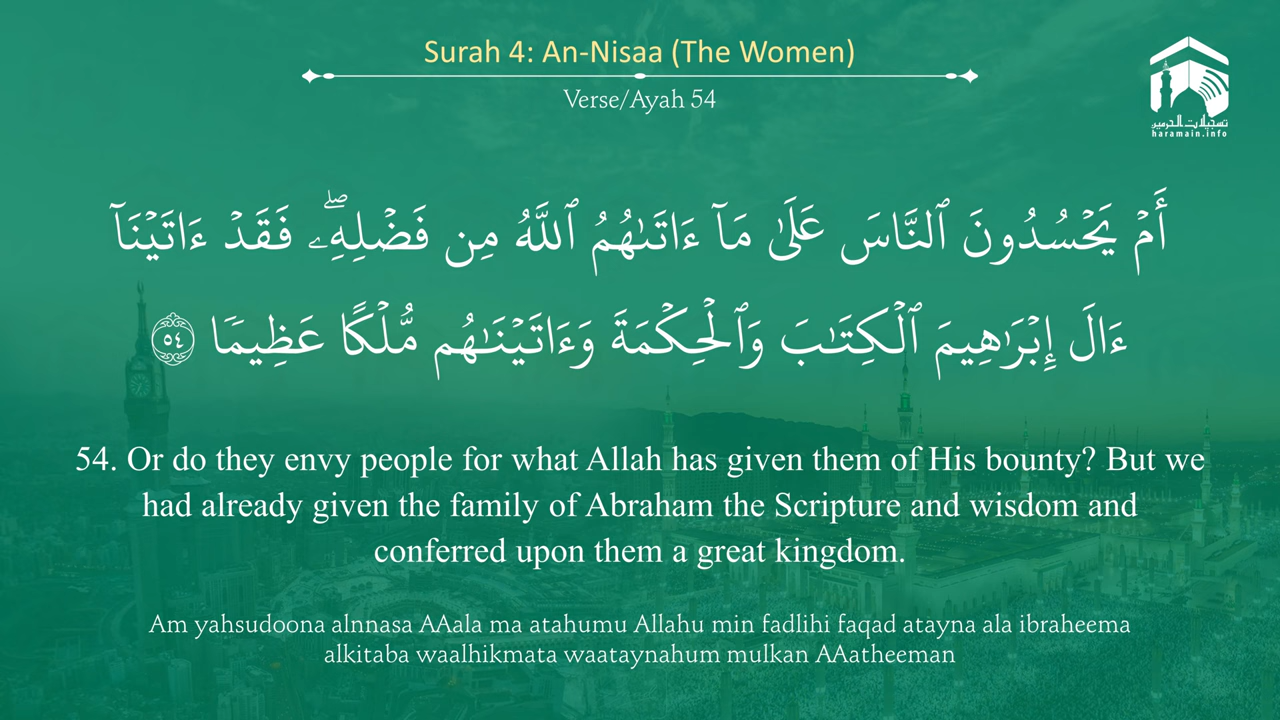 Surah 4: An-Nisaa (The Women)
Verse/Ayah 54
تسجيلات الحرمين
haramain.info
أَمْ يَحْسُدُونَ ٱلنَّاسَ عَلَىٰ مَآ ءَاتَىٰهُمُ ٱللَّهُ مِن فَضْلِهِۦۖ فَقَدْ ءَاتَيْنَآ
ءَالَ إِبْرَٰهِيمَ ٱلْكِتَٰبَ وَٱلْحِكْمَةَ وَءَاتَيْنَٰهُم مُّلْكًا عَظِيمًا ٥٤
54. Or do they envy people for what Allah has given them of His bounty? But we
had already given the family of Abraham the Scripture and wisdom and
conferred upon them a great kingdom.
Am yahsudoona alnnasa AAala ma atahumu Allahu min fadlihi faqad atayna ala ibraheema
alkitaba waalhikmata waataynahum mulkan AAatheeman